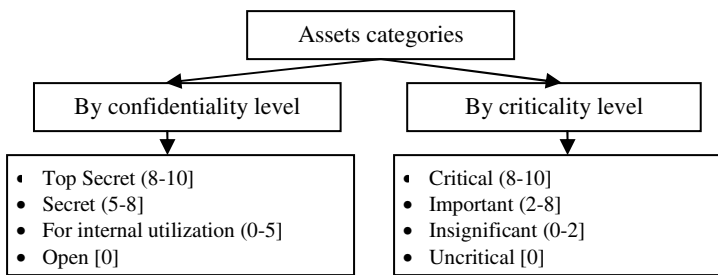 Assets categories
By confidentiality level
By criticality level
• Top Secret (8-10]
• Secret (5-8]
• For internal utilization (0-5]
• Open [0]
• Critical (8-10]
• Important (2-8]
• Insignificant (0-2]
• Uncritical [0]